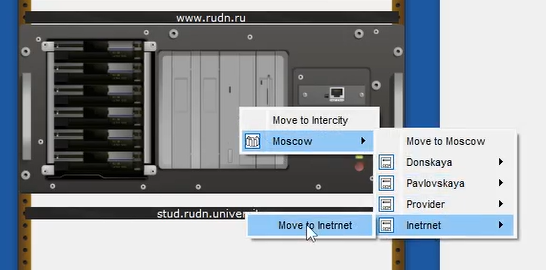 www.rudn.ru
Move to Intercity
Moscow
Move to Moscow
Donskaya
Pavlovskaya
Provider
Inetrnet
stud.rudn.universit
Move to Inetrnet